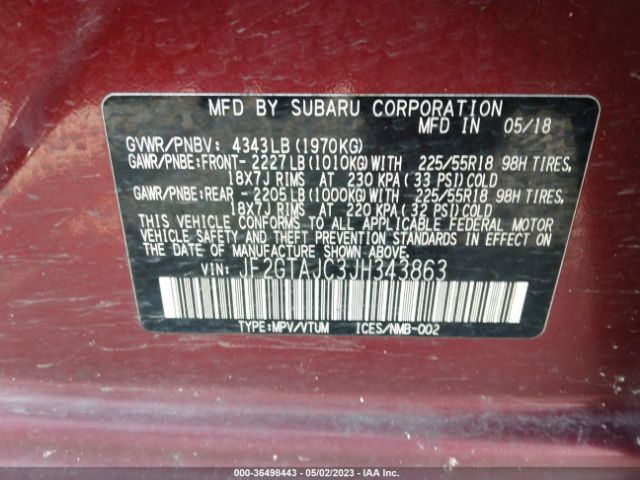 MFD BY SUBARU CORPORATION
MFD IN 05/18
GVWR/PNBV: 4343LB(1970KG)
GAWR/PNBE:FRONT- 2227LB(1010KG)WITH 225/55R18 98H TIRES,
18X7J RIMS AT 230 KPA(33 PSI)COLD
GAWR/PNBE:REAR - 2205LB(1000KG)WITH 225/55R18 98H TIRES,
18X7J RIMS AT 220KPA(32 PSI)COLD
THIS VEHICLE CONFORMS TO ALL APPLICABLE FEDERAL MOTOR
VEHICLE SAFETY AND THEFT PREVENTION STANDARDS IN EFFECT
ON THE DATE OF MANUFACTURE SHOWN ABOVE.
VIN: JF2GTAJC3JH343863
TYPE:MPV/VTUM ICES/NMB-002
000-36498443 - 05/02/2023 - IAA Inc.